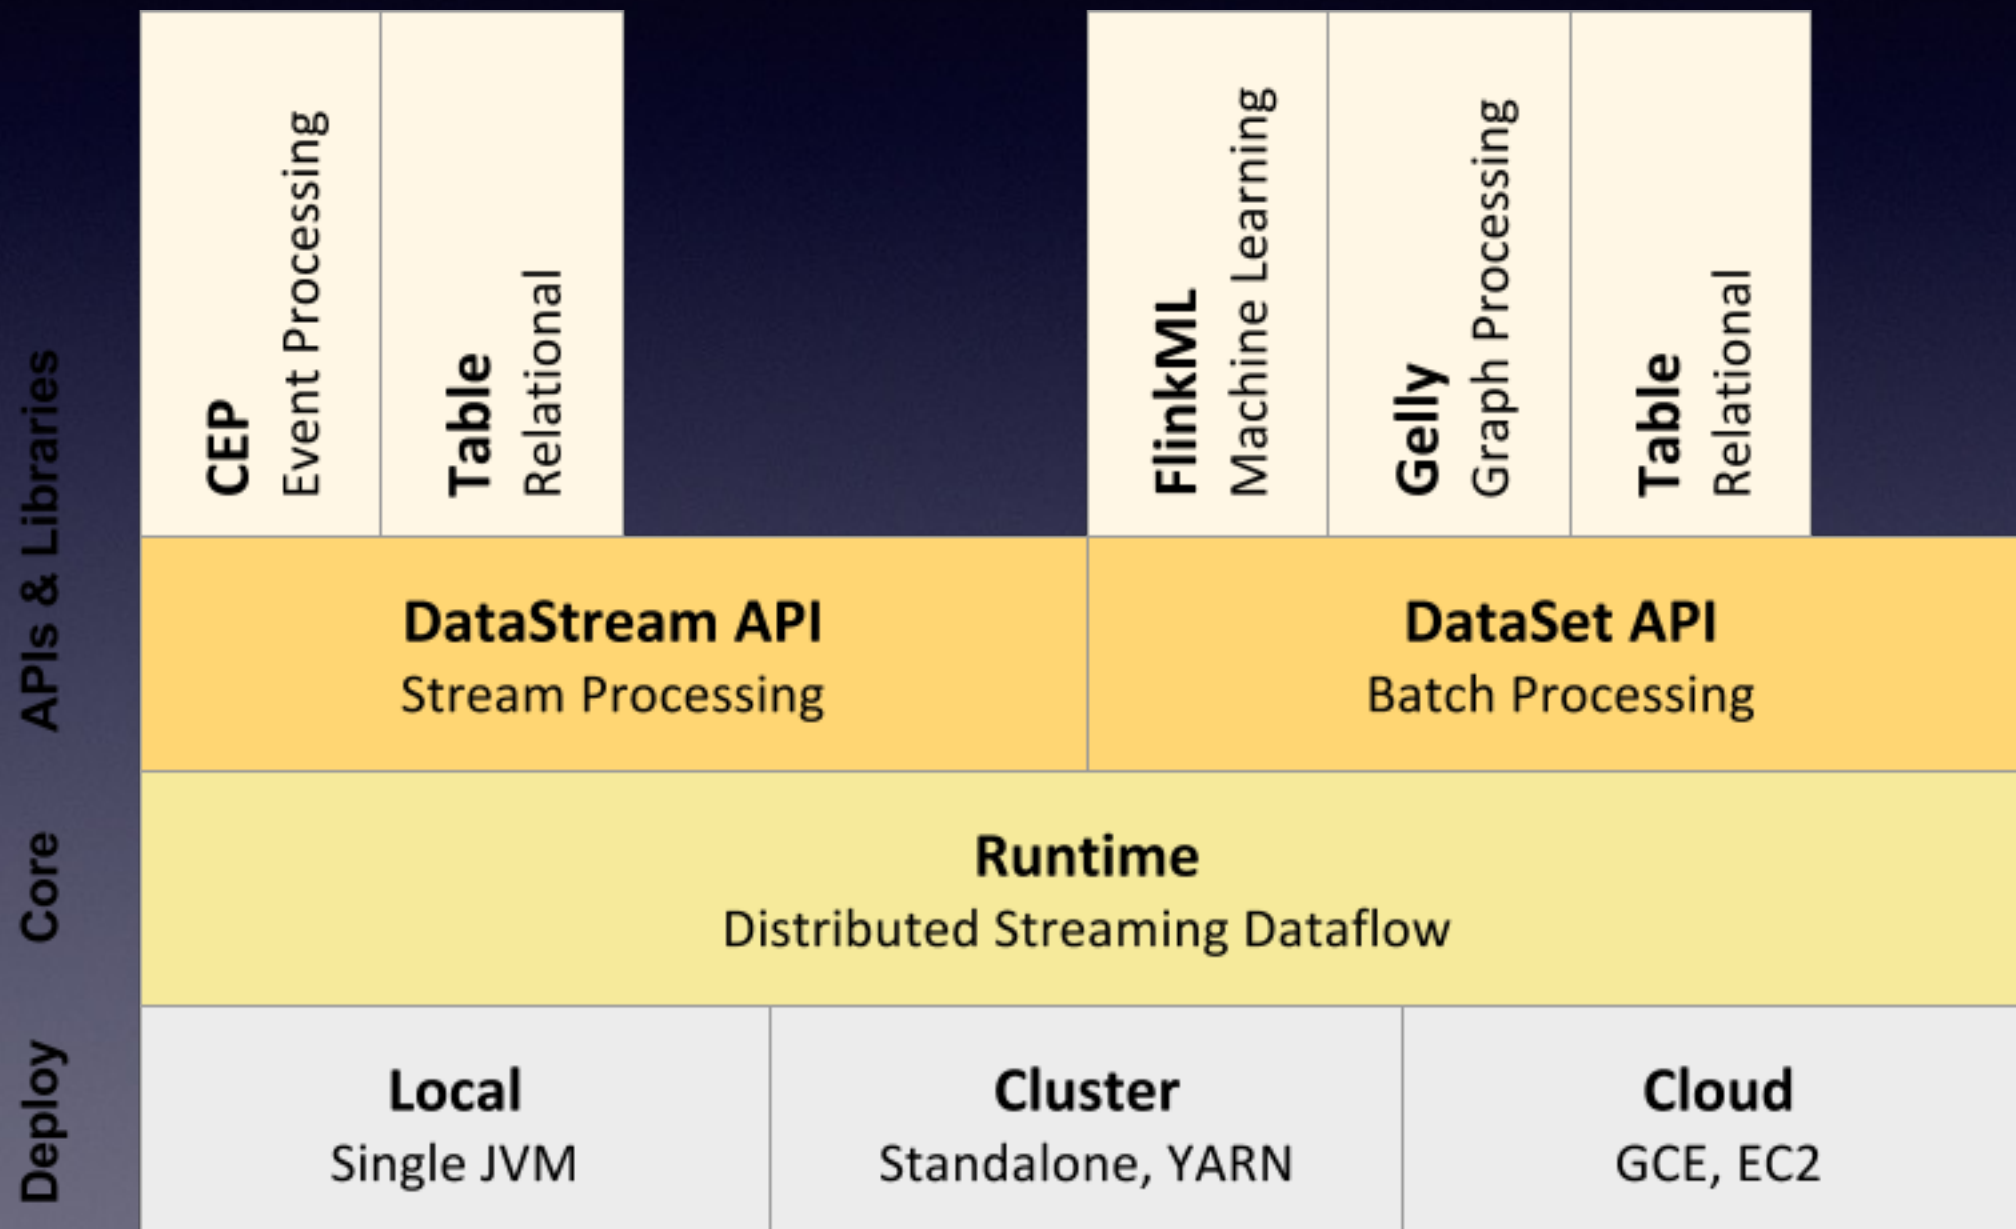 CEP
Event Processing
Table
Relational
FlinkML
Machine Learning
Gelly
Graph Processing
Table
Relational
APIs & Libraries
DataStream API
Stream Processing
DataSet API
Batch Processing
Core
Runtime
Distributed Streaming Dataflow
Deploy
Local
Single JVM
Cluster
Standalone, YARN
Cloud
GCE, EC2